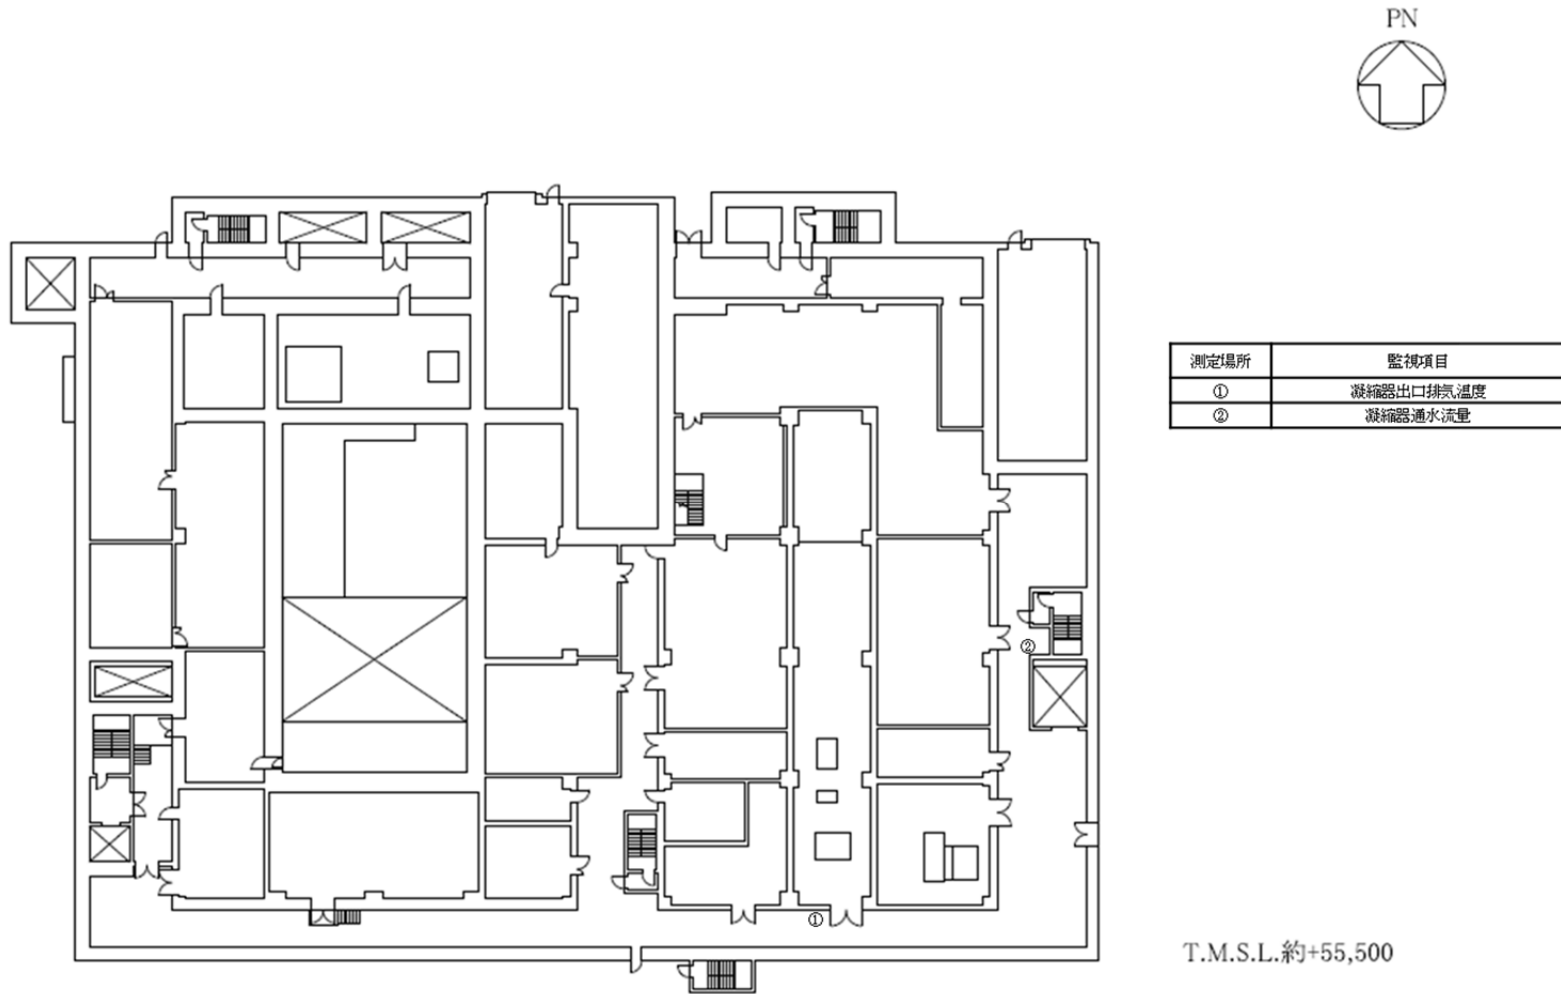 PN
測定場所 監視項目
① 凝縮器出口排気温度
② 凝縮器通水流量
②
①
T.M.S.L.約+55,500